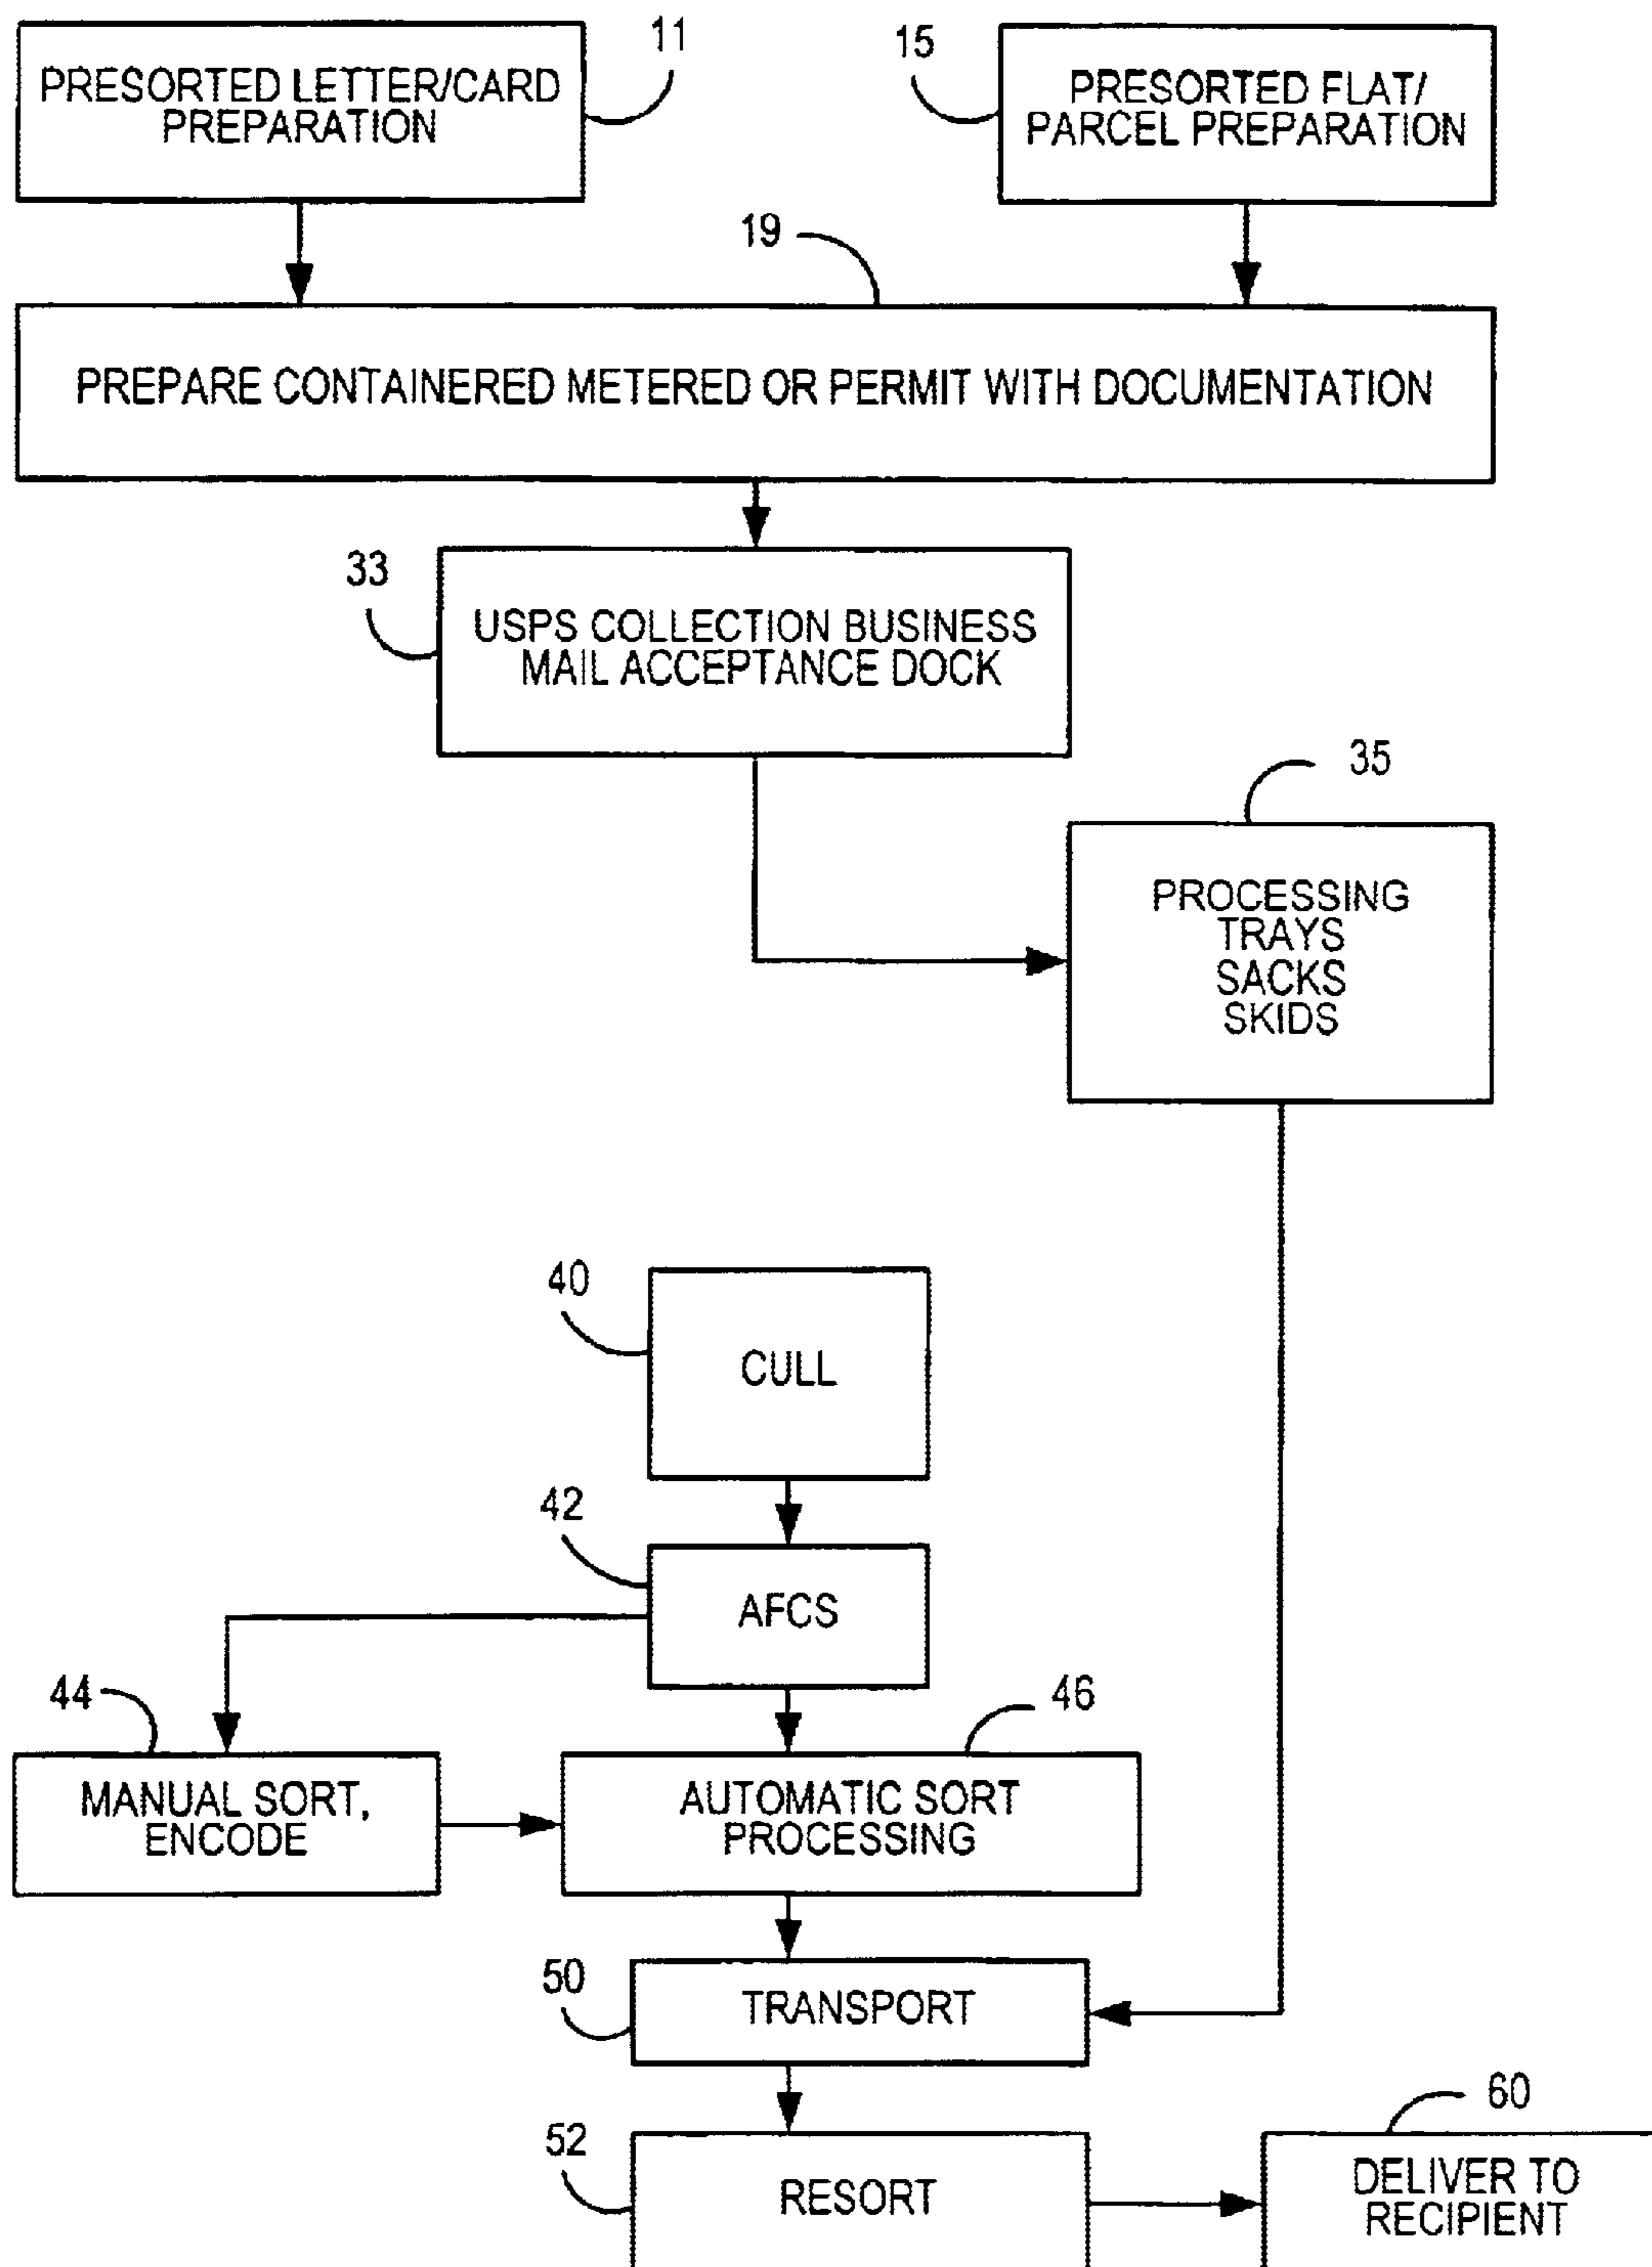 11
15
PRESORTED LETTER/CARD
PREPARATION
PRESORTED FLAT/
PARCEL PREPARATION
19
PREPARE CONTAINERED METERED OR PERMIT WITH DOCUMENTATION
33
USPS COLLECTION BUSINESS
MAIL ACCEPTANCE DOCK
35
PROCESSING
TRAYS
SACKS
SKIDS
40
CULL
42
AFCS
44
46
MANUAL SORT,
ENCODE
AUTOMATIC SORT
PROCESSING
50
TRANSPORT
52
60
RESORT
DELIVER TO
RECIPIENT